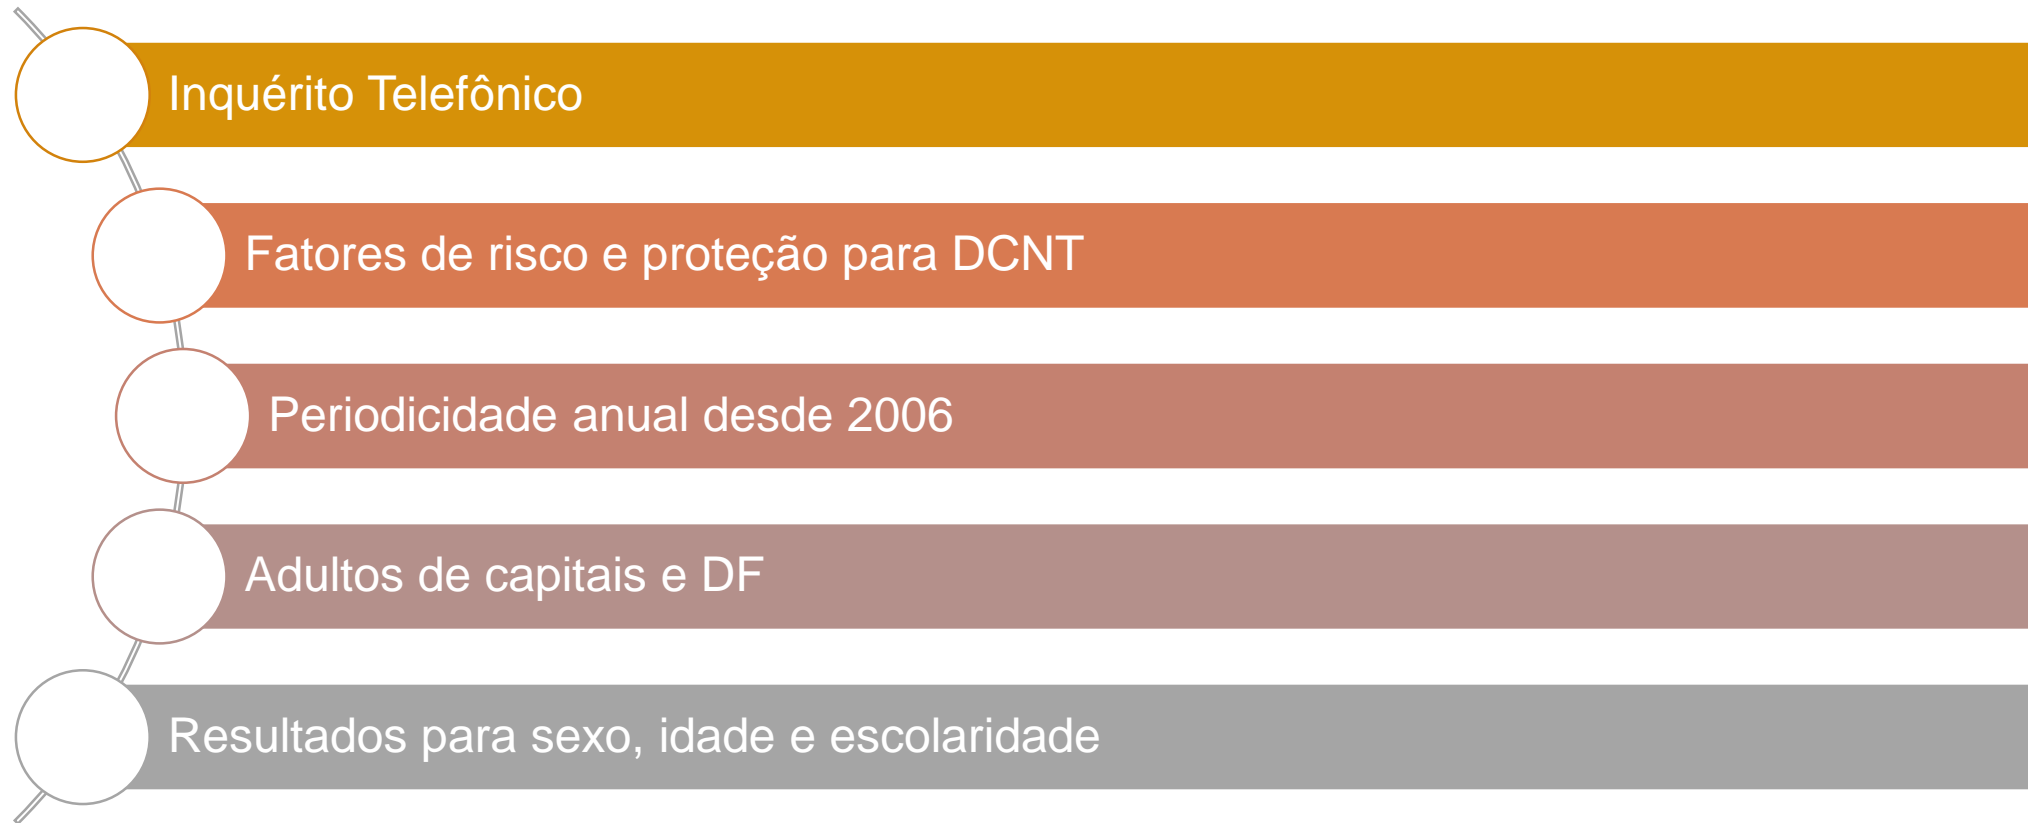 Inquérito Telefônico
Fatores de risco e proteção para DCNT
Periodicidade anual desde 2006
Adultos de capitais e DF
Resultados para sexo, idade e escolaridade